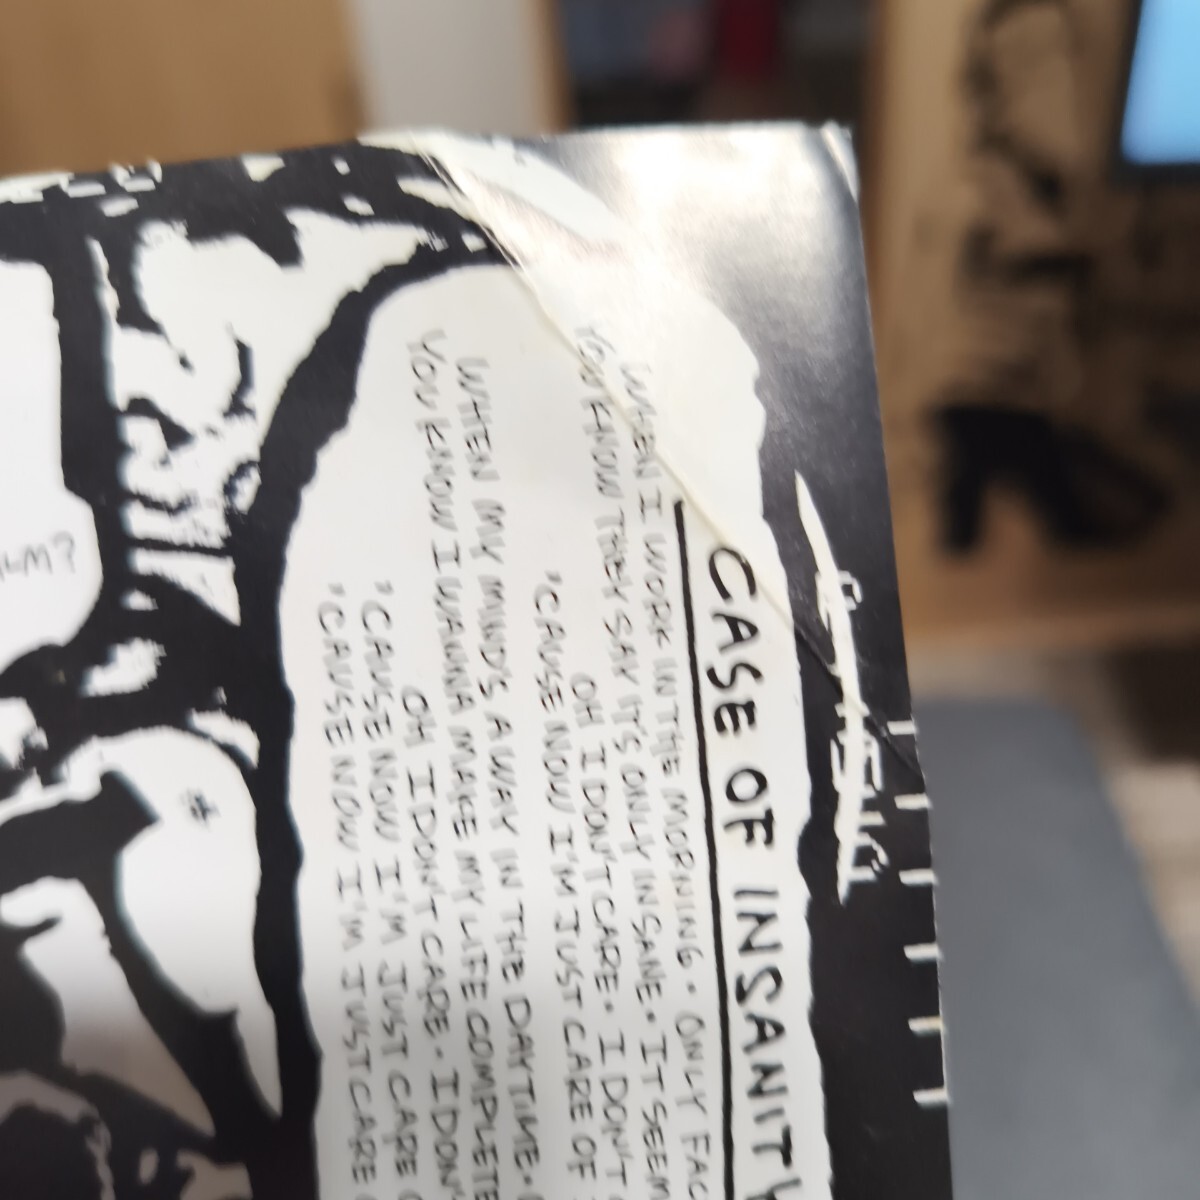 CASE OF INSANITY
WHEN I WORK IN THE MORNING. ONLY FAC
YOU KNOW THEY SAY IT'S ONLY INSANE. IT SEEM
OH I DON'T CARE. I DON'T
'CAUSE NOW I'M JUST CARE OF
WHEN MY MIND'S AWAY IN THE DAYTIME.
YOU KNOW I WANNA MAKE MY LIFE COMPLETE
OH I DON'T CARE. I DON'
'CAUSE NOW I'M JUST CARE
'CAUSE NOW I'M JUST CARE